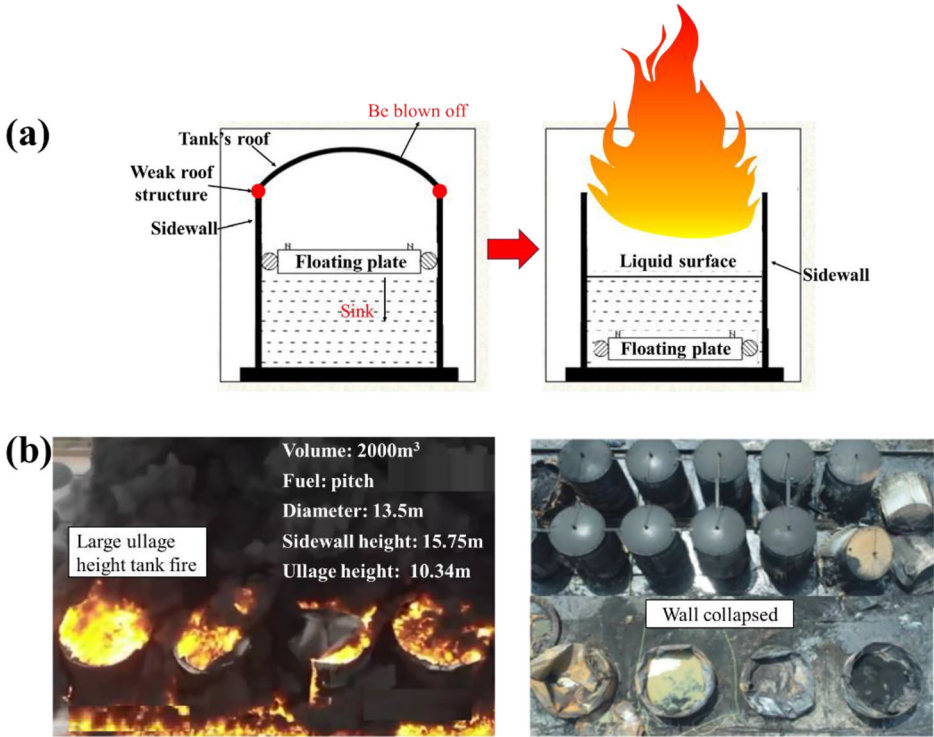 (a)
Be blown off
Tank's roof
Weak roof
structure
Sidewall
Floating plate
Sink
Liquid surface
Sidewall
Floating plate
(b)
Volume: 2000m³
Fuel: pitch
Diameter: 13.5m
Sidewall height: 15.75m
Ullage height: 10.34m
Large ullage
height tank fire
Wall collapsed